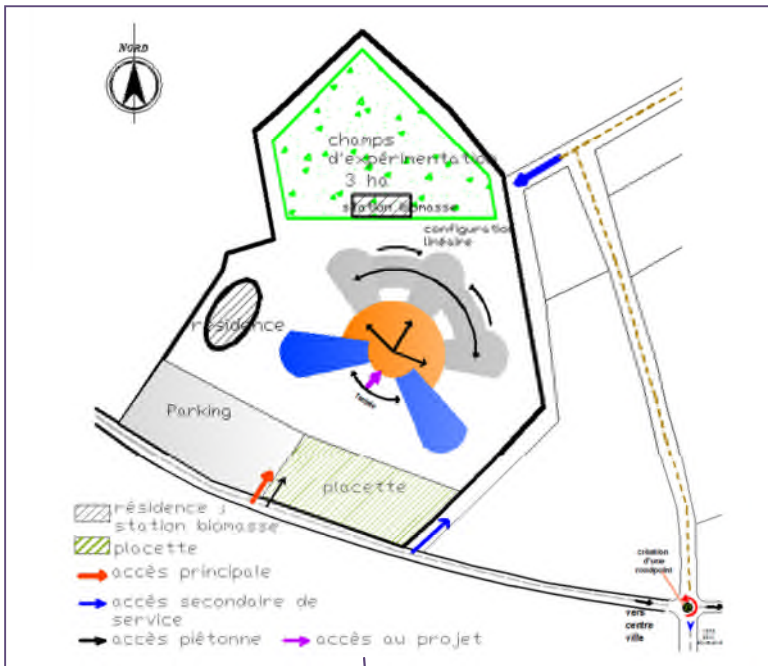 NORD
champs
d'expérimentation
3 ha
station biomasse
configuration
linéaire
résidence
Parking
placette
résidence ;
station biomasse
placette
accès principale
accès secondaire de
service
accès piétonne
accès au projet
création
d'une
rondpoint
vers
centre
ville